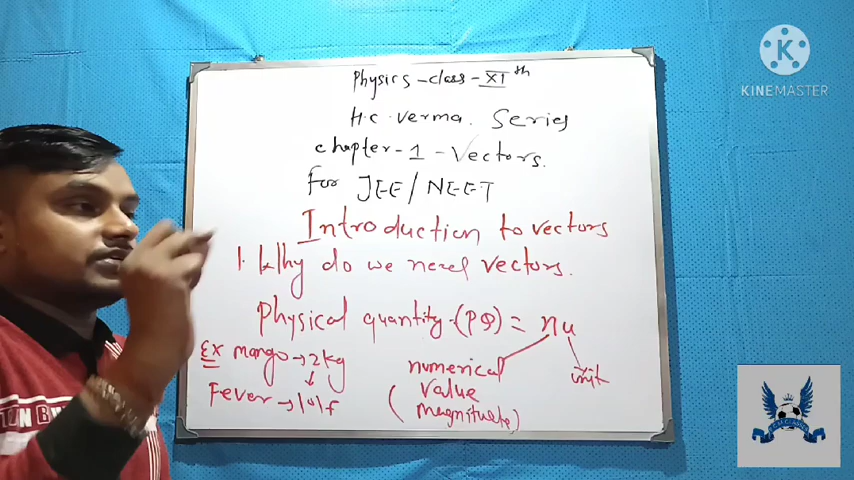 Physics - class - XI th
H.C. Verma. Series
Chapter - 1 - Vectors.
For JEE / NEET
Introduction to vectors
1. Why do we need vectors.
Physical quantity - (PQ) = nu
Ex mango → 2kg
↓
Fever → 101f
numerical
value
(magnitude)
unit
KINEMASTER